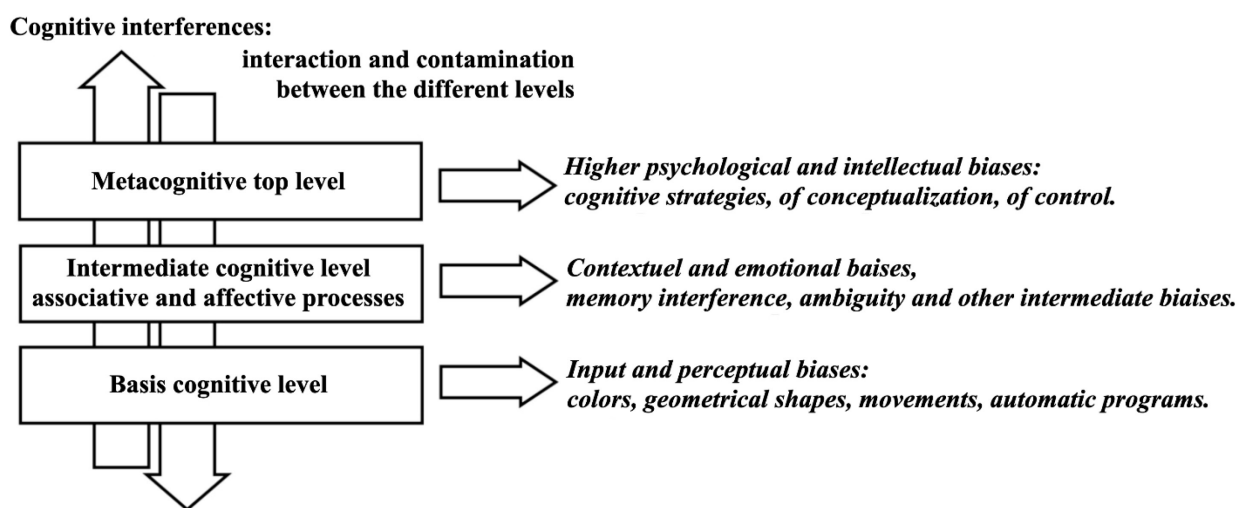 Cognitive interferences:
interaction and contamination
between the different levels
Metacognitive top level
Higher psychological and intellectual biases:
cognitive strategies, of conceptualization, of control.
Intermediate cognitive level
associative and affective processes
Contextuel and emotional baises,
memory interference, ambiguity and other intermediate biaises.
Basis cognitive level
Input and perceptual biases:
colors, geometrical shapes, movements, automatic programs.